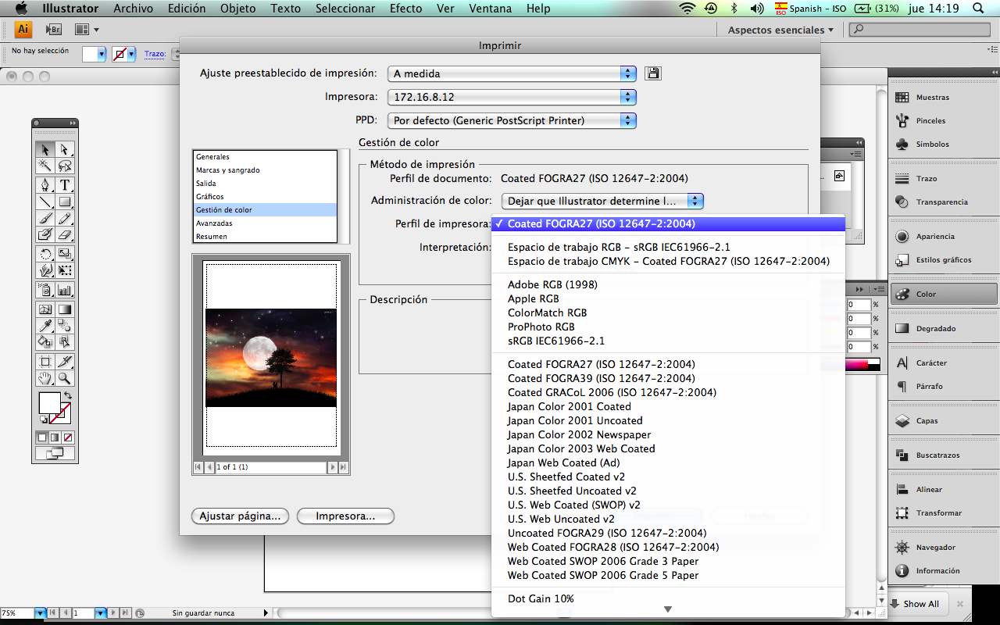 Illustrator Archivo Edición Objeto Texto Seleccionar Efecto Ver Ventana Help Spanish - ISO (31%) jue 14:19
Ai Br Aspectos esenciales
No hay selección Trazo:
Imprimir
Ajuste preestablecido de impresión: A medida
Impresora: 172.16.8.12
PPD: Por defecto (Generic PostScript Printer)
Gestión de color
Generales
Marcas y sangrado
Salida
Gráficos
Gestión de color
Avanzadas
Resumen
Método de impresión
Perfil de documento: Coated FOGRA27 (ISO 12647-2:2004)
Administración de color: Dejar que Illustrator determine l...
Perfil de impresora: ✓ Coated FOGRA27 (ISO 12647-2:2004)
Interpretación:
Descripción
Espacio de trabajo RGB - sRGB IEC61966-2.1
Espacio de trabajo CMYK - Coated FOGRA27 (ISO 12647-2:2004)
Adobe RGB (1998)
Apple RGB
ColorMatch RGB
ProPhoto RGB
sRGB IEC61966-2.1
Coated FOGRA27 (ISO 12647-2:2004)
Coated FOGRA39 (ISO 12647-2:2004)
Coated GRACoL 2006 (ISO 12647-2:2004)
Japan Color 2001 Coated
Japan Color 2001 Uncoated
Japan Color 2002 Newspaper
Japan Color 2003 Web Coated
Japan Web Coated (Ad)
U.S. Sheetfed Coated v2
U.S. Sheetfed Uncoated v2
U.S. Web Coated (SWOP) v2
U.S. Web Uncoated v2
Uncoated FOGRA29 (ISO 12647-2:2004)
Web Coated FOGRA28 (ISO 12647-2:2004)
Web Coated SWOP 2006 Grade 3 Paper
Web Coated SWOP 2006 Grade 5 Paper
Dot Gain 10%
1 of 1 (1)
Ajustar página... Impresora...
0 %
0 %
0 %
0 %
Muestras
Pinceles
Símbolos
Trazo
Transparencia
Apariencia
Estilos gráficos
Color
Degradado
Carácter
Párrafo
Capas
Buscatrazos
Alinear
Transformar
Navegador
Información
75% 1 Sin guardar nunca
Show All